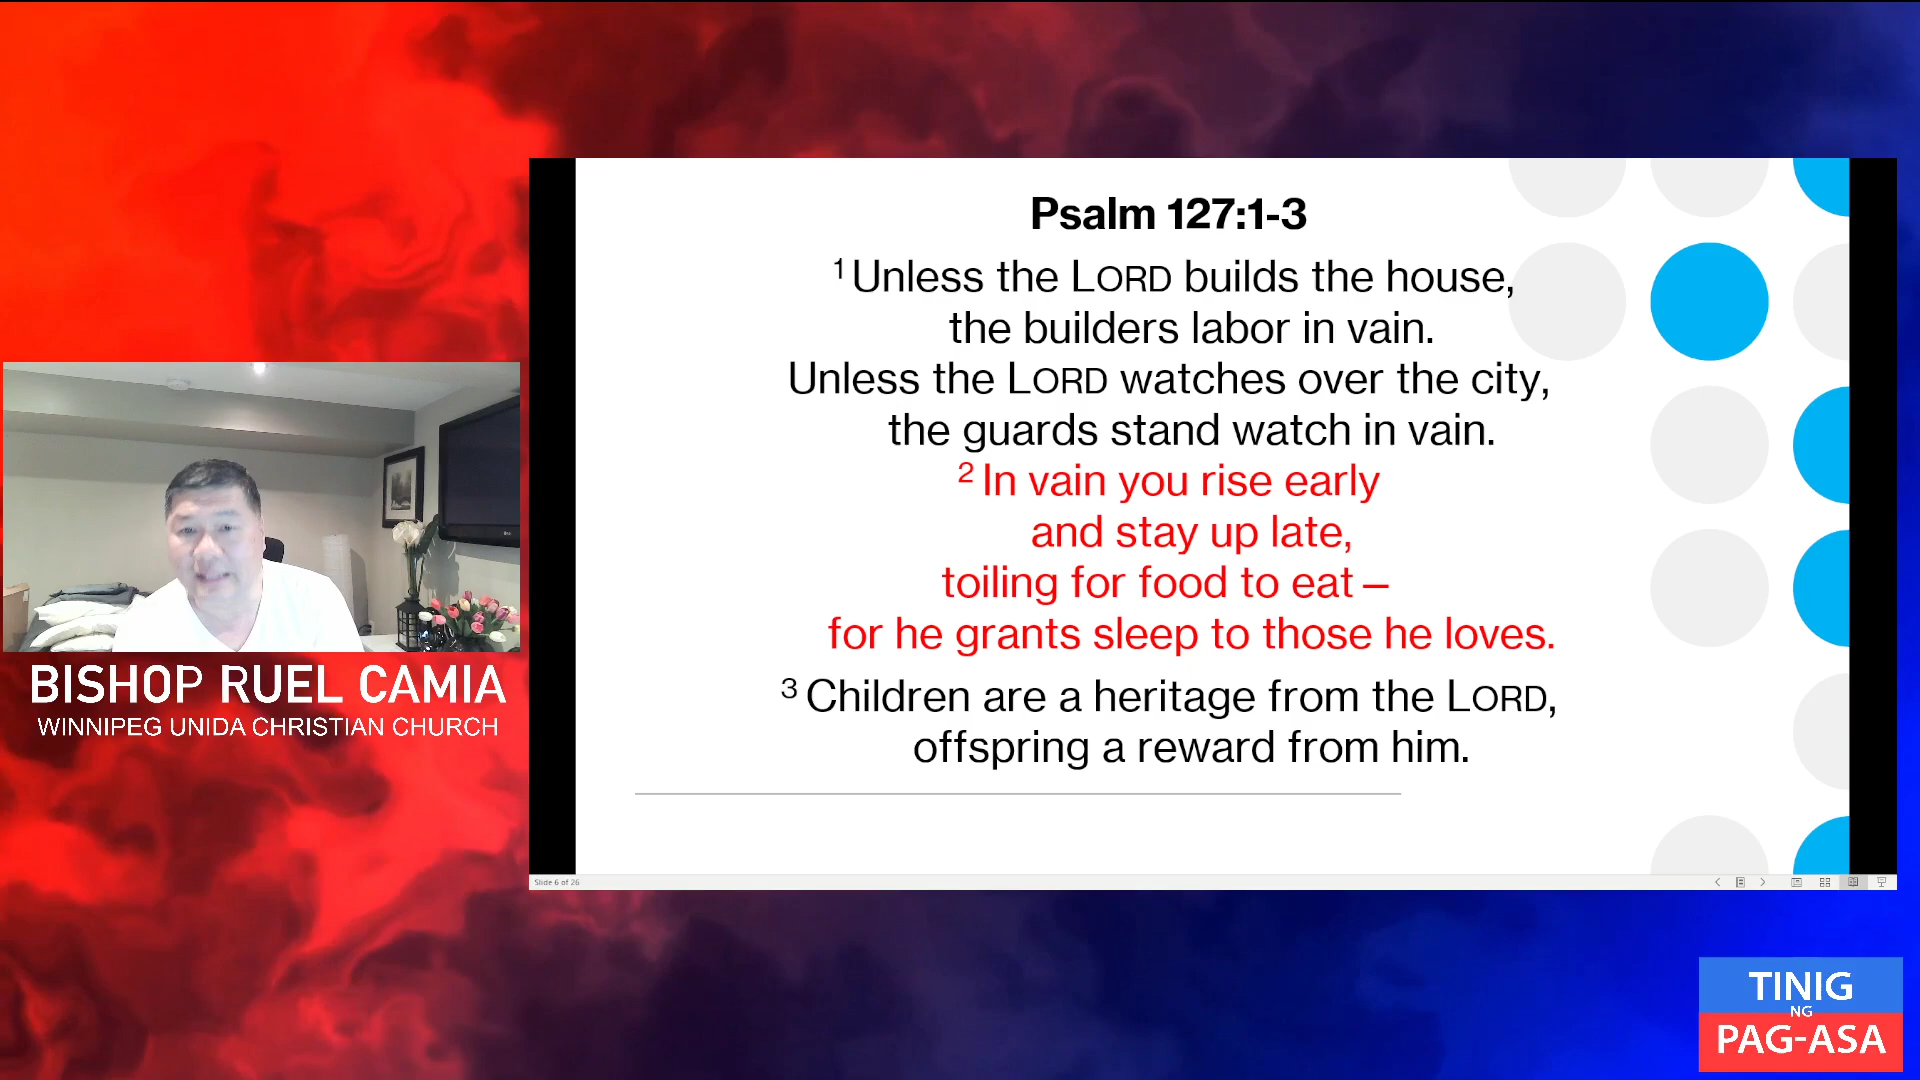 Psalm 127:1-3
1 Unless the LORD builds the house,
the builders labor in vain.
Unless the LORD watches over the city,
the guards stand watch in vain.
2 In vain you rise early
and stay up late,
toiling for food to eat—
for he grants sleep to those he loves.
3 Children are a heritage from the LORD,
offspring a reward from him.
Slide 6 of 26
BISHOP RUEL CAMIA
WINNIPEG UNIDA CHRISTIAN CHURCH
TINIG
NG
PAG-ASA